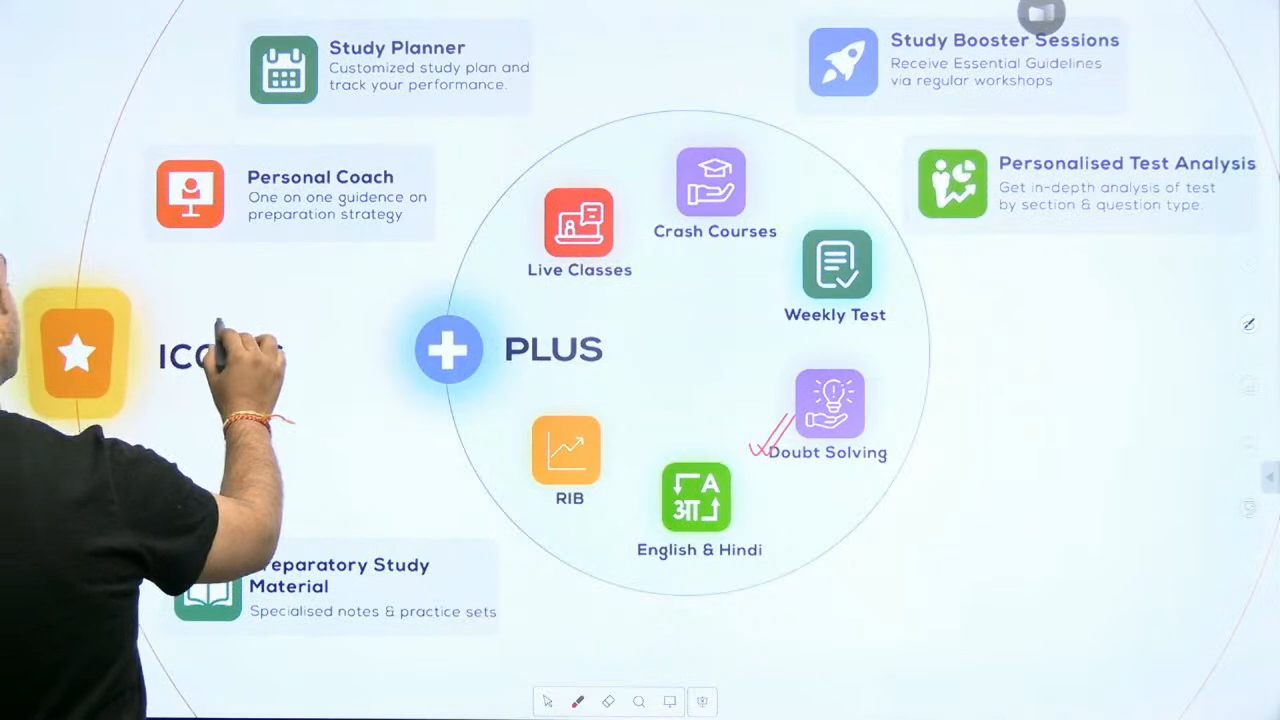 Study Planner
Customized study plan and
track your performance.
Study Booster Sessions
Receive Essential Guidelines
via regular workshops
Personal Coach
One on one guidance on
preparation strategy
Personalised Test Analysis
Get in-depth analysis of test
by section & question type.
Crash Courses
Live Classes
Weekly Test
PLUS
Doubt Solving
RIB
A
आ
English & Hindi
Material
Specialised notes & practice sets